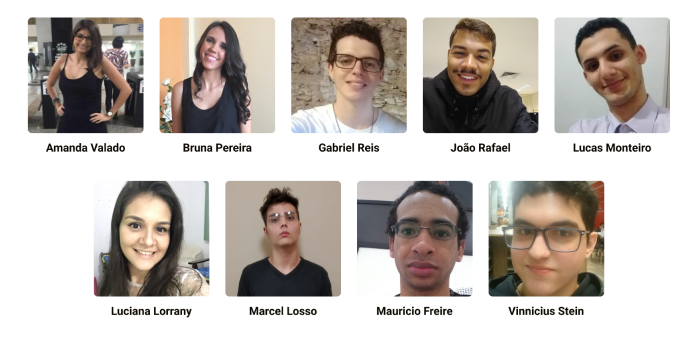 Amanda Valado
Bruna Pereira
Gabriel Reis
João Rafael
Lucas Monteiro
Luciana Lorrany
Marcel Losso
Mauricio Freire
Vinnicius Stein